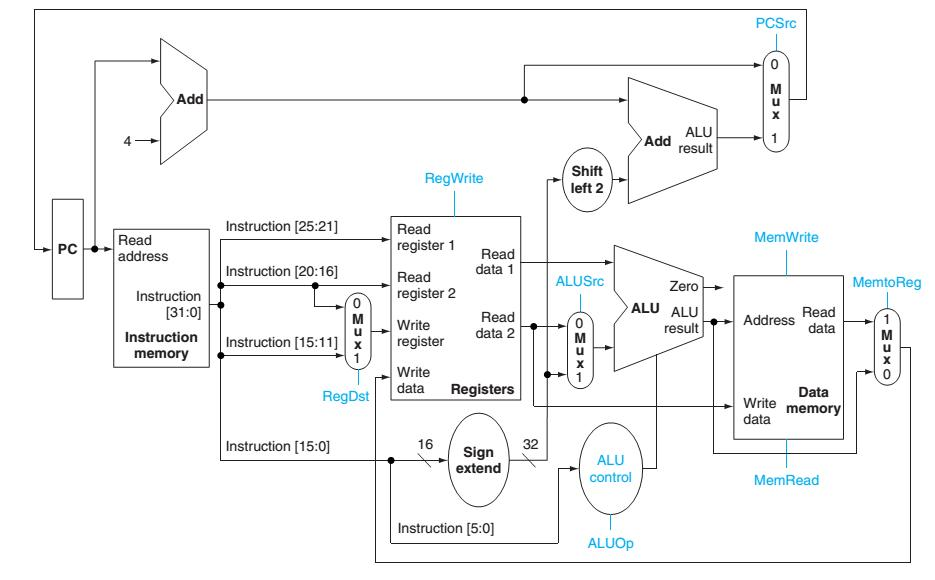 PCSrc
0
M
u
x
1
Add
4
Add
ALU
result
Shift
left 2
RegWrite
PC
Read
address
Instruction
[31:0]
Instruction
memory
Instruction [25:21]
Instruction [20:16]
Instruction [15:11]
Instruction [15:0]
Instruction [5:0]
0
M
u
x
1
RegDst
Read
register 1
Read
register 2
Write
register
Write
data
Read
data 1
Read
data 2
Registers
ALUSrc
0
M
u
x
1
Zero
ALU
ALU
result
MemWrite
Address
Read
data
Write
data
Data
memory
MemRead
MemtoReg
1
M
u
x
0
16
Sign
extend
32
ALU
control
ALUOp